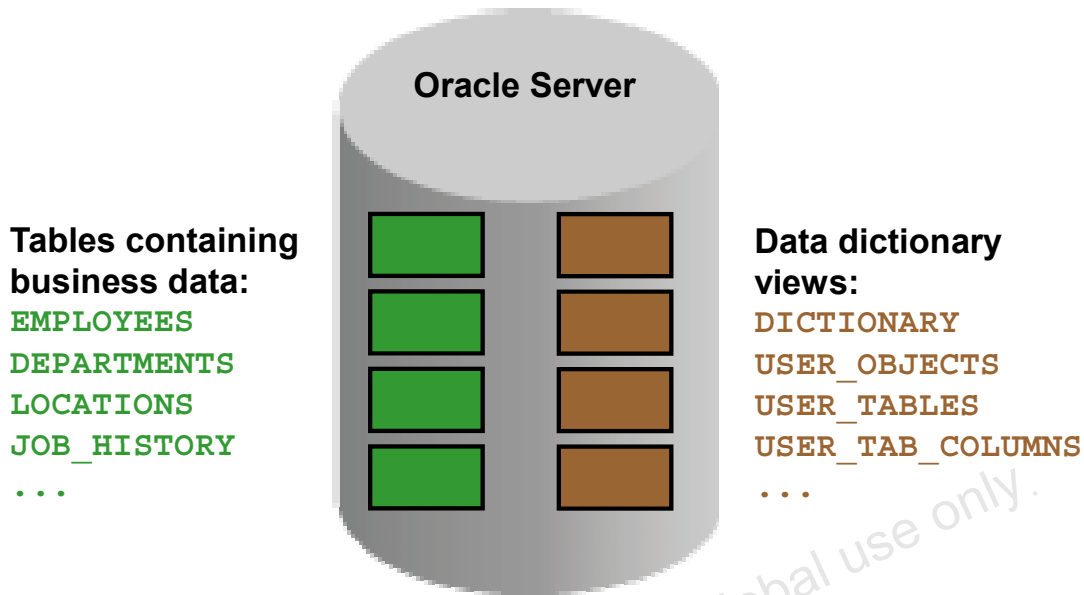 Oracle Server
Tables containing
business data:
EMPLOYEES
DEPARTMENTS
LOCATIONS
JOB_HISTORY
...
Data dictionary
views:
DICTIONARY
USER_OBJECTS
USER_TABLES
USER_TAB_COLUMNS
...
use only.